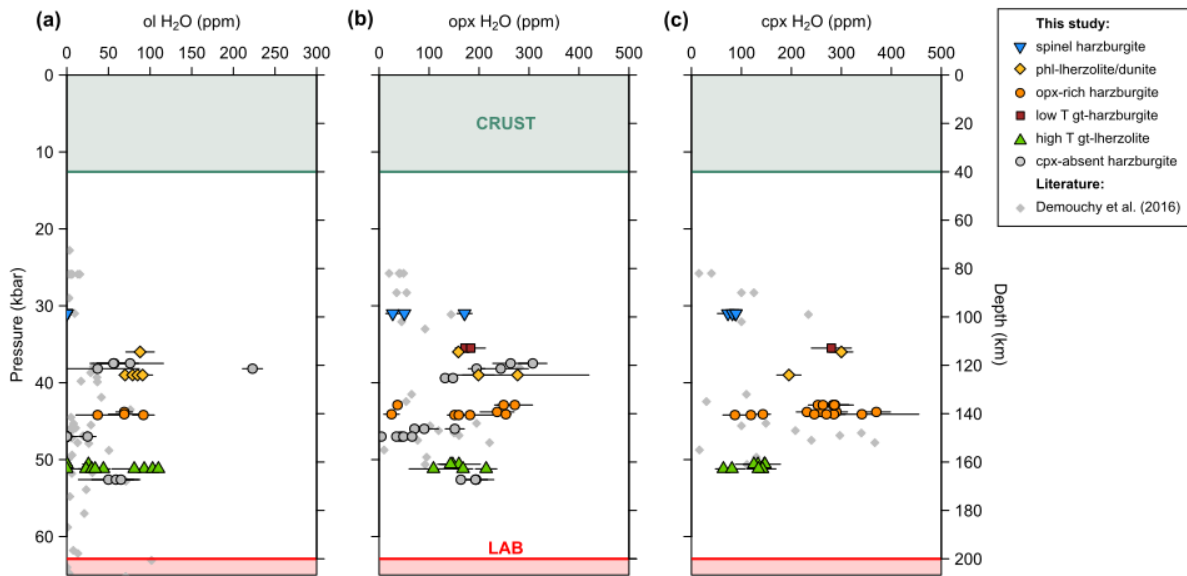 (a) ol H2O (ppm)
0 50 100 150 200 250 300
(b) opx H2O (ppm)
0 100 200 300 400 500
(c) cpx H2O (ppm)
0 100 200 300 400 500
Pressure (kbar)
0
10
20
30
40
50
60
CRUST
LAB
0
20
40
60
80
100
120
140
160
180
200
Depth (km)
This study:
spinel harzburgite
phl-lherzolite/dunite
opx-rich harzburgite
low T gt-harzburgite
high T gt-lherzolite
cpx-absent harzburgite
Literature:
Demouchy et al. (2016)